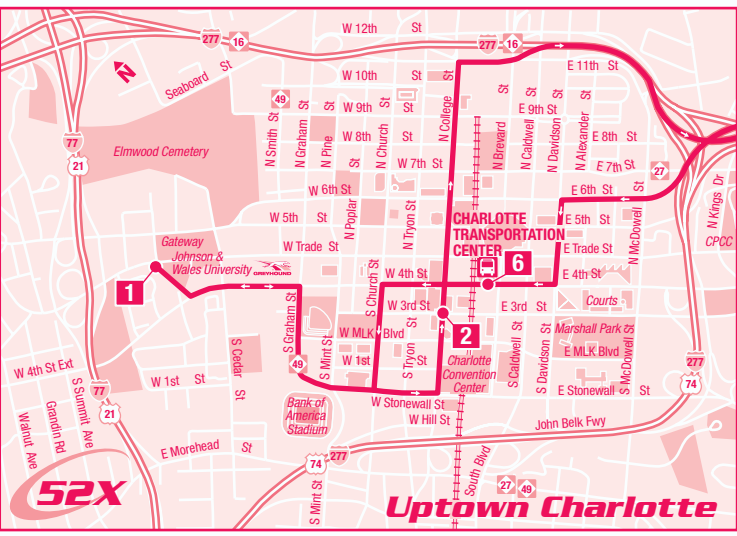 W 12th St
277
16
277
16
E 11th St
N
Seaboard St
W 10th St
49
W 9th St
E 9th St
N Smith St
N Graham St
N Pine St
N Church St
N College St
N Brevard St
N Caldwell St
N Davidson St
N Alexander St
W 8th St
E 8th St
77
21
Elmwood Cemetery
W 7th St
E 7th St
27
W 6th St
E 6th St
N Poplar St
N Tryon St
N McDowell St
N Kings Dr
W 5th St
E 5th St
CHARLOTTE
TRANSPORTATION
CENTER
CPCC
W Trade St
E Trade St
Gateway
Johnson &
Wales University
GREYHOUND
6
W 4th St
E 4th St
1
S Church St
W 3rd St
E 3rd St
Courts
S Graham St
S Mint St
W MLK Blvd
2
Marshall Park
E MLK Blvd
S Tryon St
S Caldwell St
S Davidson St
S McDowell St
W 1st St
Charlotte
Convention
Center
277
74
W 4th St Ext
S Cedar St
49
77
W 1st St
E Stonewall St
21
S Summit Ave
Grandin Rd
Walnut Ave
Bank of
America
Stadium
W Stonewall St
W Hill St
John Belk Fwy
E Morehead St
277
74
S Mint St
South Blvd
27
49
52X
Uptown Charlotte